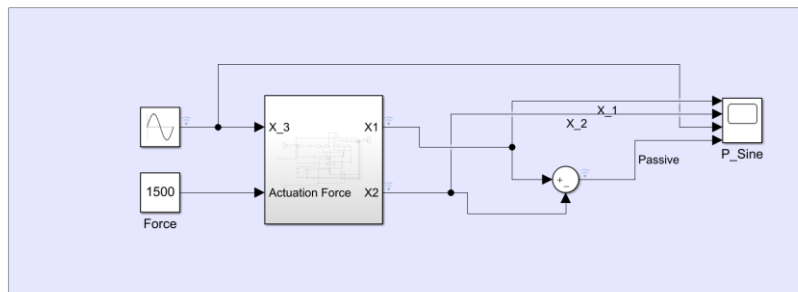 X_1
X_3
X1
X_2
Passive
P_Sine
1500
Actuation Force
X2
Force
+
-